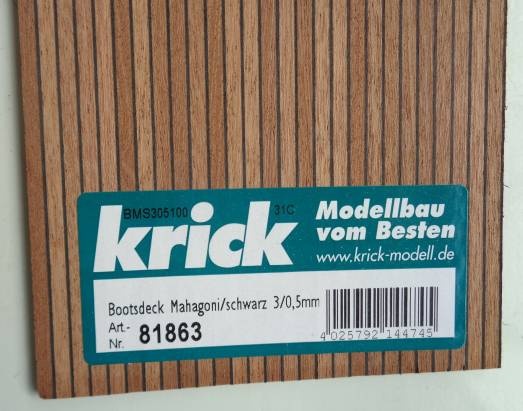 BMS305100 31C
krick
Modellbau
vom Besten
www.krick-modell.de
Bootsdeck Mahagoni/schwarz 3/0,5mm
Art.-
Nr. 81863
4 025792 144745